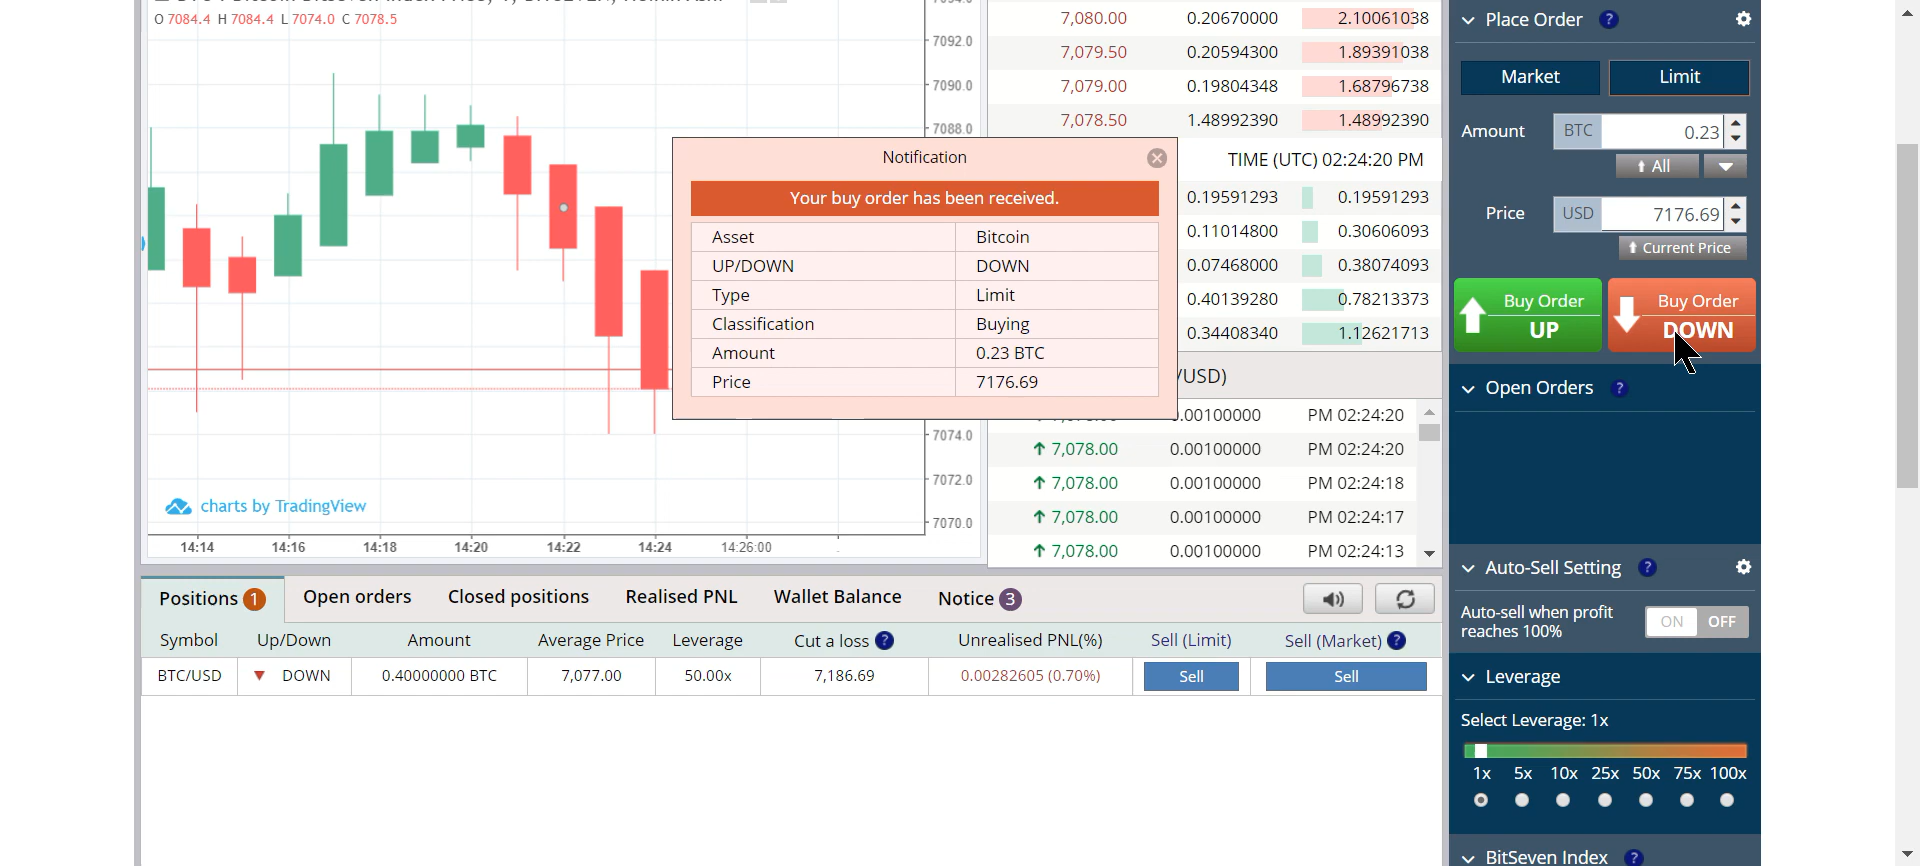 O 7084.4 H 7084.4 L 7074.0 C 7078.5
7092.0
7090.0
7088.0
7074.0
7072.0
7070.0
charts by TradingView
14:14 14:16 14:18 14:20 14:22 14:24 14:26:00
7,080.00 0.20670000 2.10061038
7,079.50 0.20594300 1.89391038
7,079.00 0.19804348 1.68796738
7,078.50 1.48992390 1.48992390
TIME (UTC) 02:24:20 PM
0.19591293 0.19591293
0.11014800 0.30606093
0.07468000 0.38074093
0.40139280 0.78213373
0.34408340 1.12621713
/USD)
0.00100000 PM 02:24:20
↑ 7,078.00 0.00100000 PM 02:24:20
↑ 7,078.00 0.00100000 PM 02:24:18
↑ 7,078.00 0.00100000 PM 02:24:17
↑ 7,078.00 0.00100000 PM 02:24:13
Notification
Your buy order has been received.
Asset Bitcoin
UP/DOWN DOWN
Type Limit
Classification Buying
Amount 0.23 BTC
Price 7176.69
Place Order ?
Market Limit
Amount BTC 0.23
All
Price USD 7176.69
Current Price
Buy Order UP
Buy Order DOWN
Open Orders ?
Auto-Sell Setting ?
Auto-sell when profit
reaches 100%
ON OFF
Leverage
Select Leverage: 1x
1x 5x 10x 25x 50x 75x 100x
BitSeven Index ?
Positions 1 Open orders Closed positions Realised PNL Wallet Balance Notice 3
Symbol Up/Down Amount Average Price Leverage Cut a loss ? Unrealised PNL(%) Sell (Limit) Sell (Market) ?
BTC/USD ▼ DOWN 0.40000000 BTC 7,077.00 50.00x 7,186.69 0.00282605 (0.70%) Sell Sell